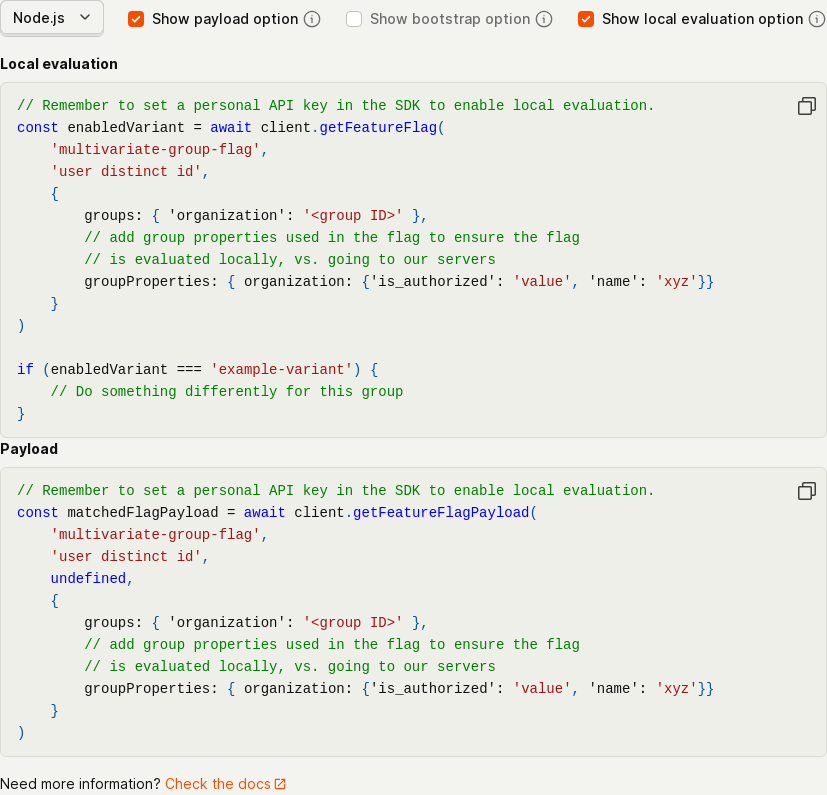 Node.js Show payload option Show bootstrap option Show local evaluation option
Local evaluation
// Remember to set a personal API key in the SDK to enable local evaluation.
const enabledVariant = await client.getFeatureFlag(
    'multivariate-group-flag',
    'user distinct id',
    {
        groups: { 'organization': '<group ID>' },
        // add group properties used in the flag to ensure the flag
        // is evaluated locally, vs. going to our servers
        groupProperties: { organization: {'is_authorized': 'value', 'name': 'xyz'}}
    }
)

if (enabledVariant === 'example-variant') {
    // Do something differently for this group
}
Payload
// Remember to set a personal API key in the SDK to enable local evaluation.
const matchedFlagPayload = await client.getFeatureFlagPayload(
    'multivariate-group-flag',
    'user distinct id',
    undefined,
    {
        groups: { 'organization': '<group ID>' },
        // add group properties used in the flag to ensure the flag
        // is evaluated locally, vs. going to our servers
        groupProperties: { organization: {'is_authorized': 'value', 'name': 'xyz'}}
    }
)
Need more information? Check the docs